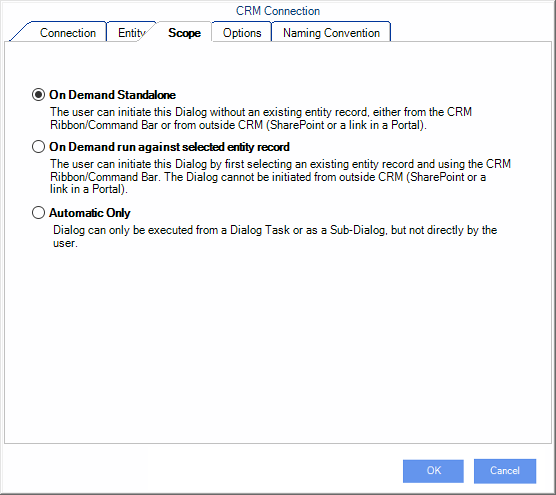 CRM Connection
Connection Entity Scope Options Naming Convention
On Demand Standalone
The user can initiate this Dialog without an existing entity record, either from the CRM
Ribbon/Command Bar or from outside CRM (SharePoint or a link in a Portal).
On Demand run against selected entity record
The user can initiate this Dialog by first selecting an existing entity record and using the CRM
Ribbon/Command Bar. The Dialog cannot be initiated from outside CRM (SharePoint or a
link in a Portal).
Automatic Only
Dialog can only be executed from a Dialog Task or as a Sub-Dialog, but not directly by the
user.
OK Cancel